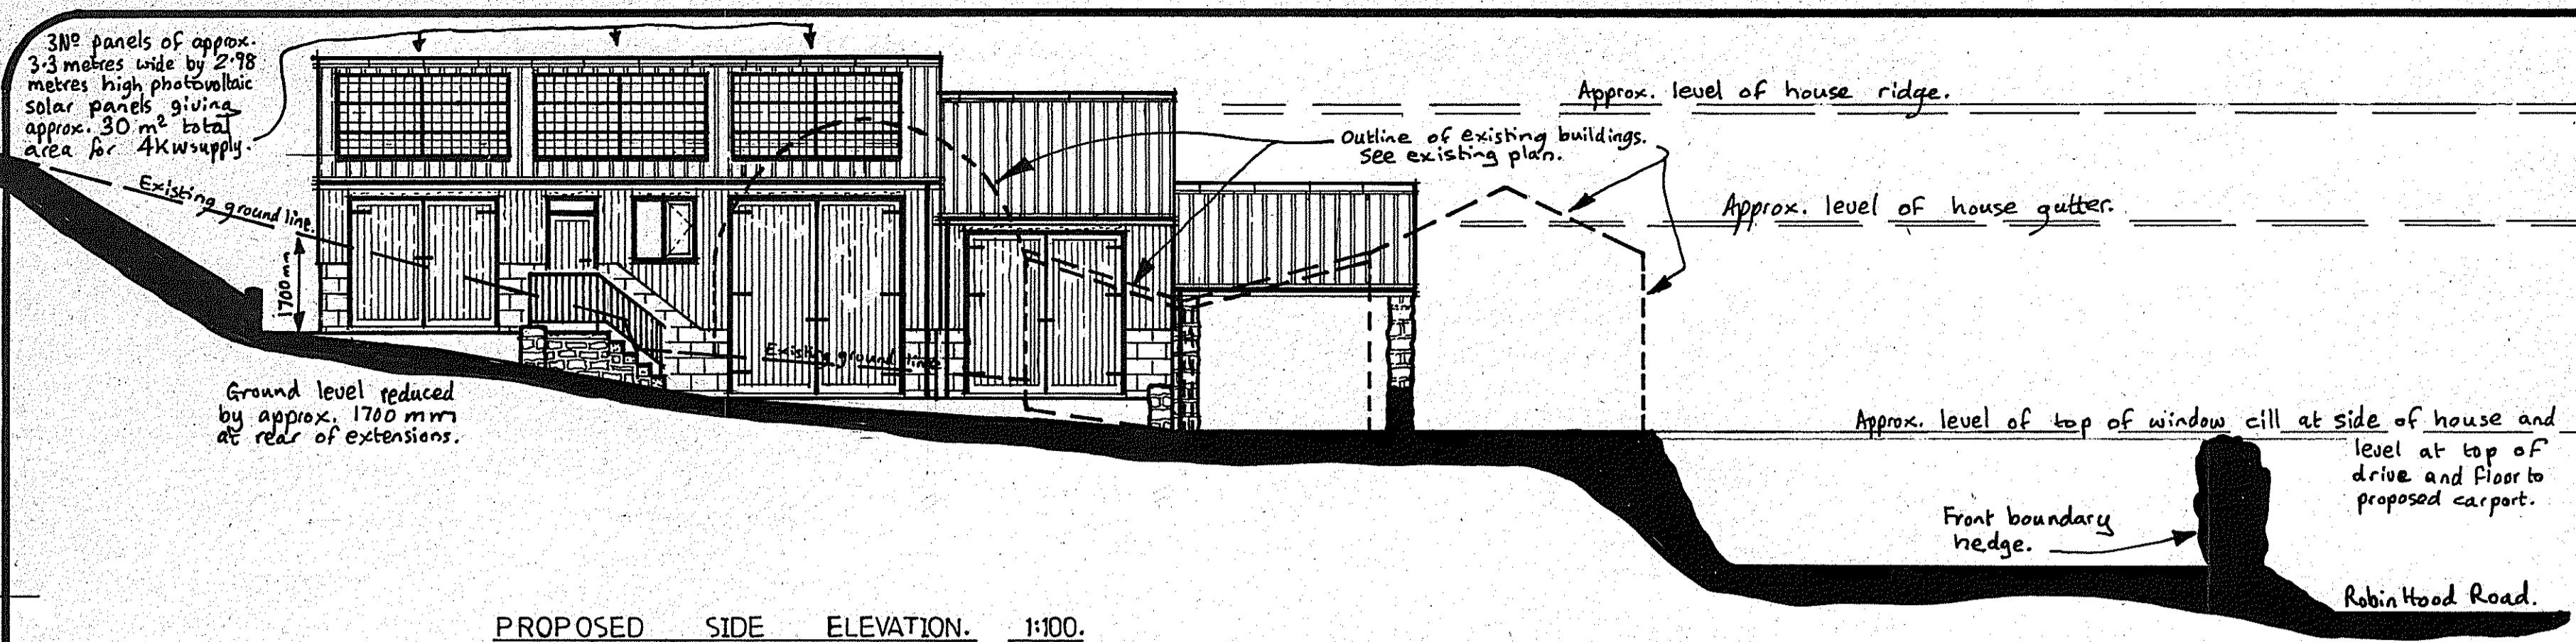 3Nº panels of approx.
3·3 metres wide by 2·98
metres high photovoltaic
solar panels giving
approx. 30 m² total
area for 4KW supply.
Existing ground line.
1700 mm
Ground level reduced
by approx. 1700 mm
at rear of extensions.
Existing ground line
Approx. level of house ridge.
Outline of existing buildings.
See existing plan.
Approx. level of house gutter.
Approx. level of top of window cill at side of house and
level at top of
drive and floor to
proposed carport.
Front boundary
hedge.
Robin Hood Road.
PROPOSED SIDE ELEVATION. 1:100.